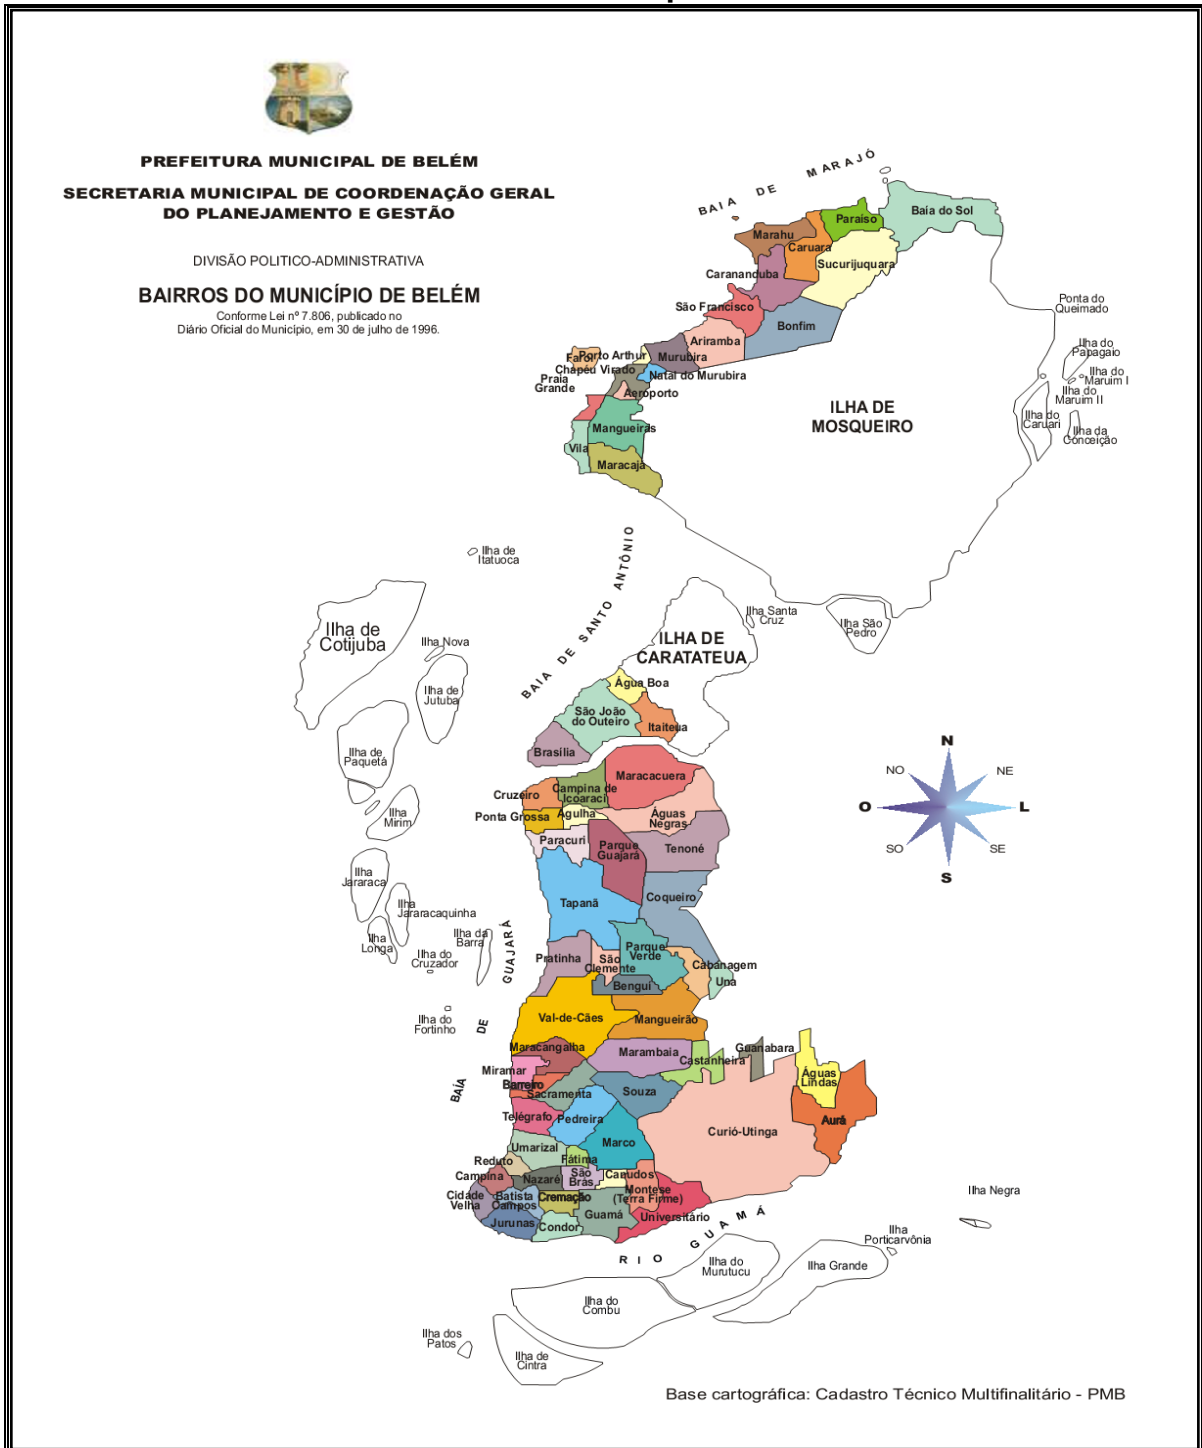 PREFEITURA MUNICIPAL DE BELÉM
SECRETARIA MUNICIPAL DE COORDENAÇÃO GERAL
DO PLANEJAMENTO E GESTÃO
DIVISÃO POLITICO-ADMINISTRATIVA
BAIRROS DO MUNICÍPIO DE BELÉM
Conforme Lei nº 7.806, publicado no
Diário Oficial do Município, em 30 de julho de 1996.
BAIA DE MARAJÓ
Baia do Sol
Paraíso
Marahu
Caruara
Sucurijuquara
Carananduba
São Francisco
Bonfim
Ariramba
Ponta do
Queimado
Ilha do
Papagaio
Ilha do
Maruim I
Ilha do
Maruim II
Ilha do
Caruari
Ilha da
Conceição
Farol
Porto Arthur
Murubira
Chapéu Virado
Natal do Murubira
Praia
Grande
Aeroporto
ILHA DE
MOSQUEIRO
Mangueiras
Vila
Maracajá
BAIA DE SANTO ANTÔNIO
Ilha de
Itatuoca
Ilha de
Cotijuba
Ilha Nova
Ilha de
Jutuba
Ilha Santa
Cruz
Ilha São
Pedro
ILHA DE
CARATATEUA
Água Boa
São João
do Outeiro
Itaiteua
Brasília
Ilha de
Paquetá
Ilha
Mirim
N
NO
NE
O
L
SO
SE
S
Maracacuera
Campina de
Icoaraci
Cruzeiro
Ponta Grossa
Agulha
Águas
Negras
Paracuri
Parque
Guajará
Tenoné
Ilha
Jararaca
Ilha
Jararacaquinha
Ilha
Longa
Ilha da
Barra
Ilha do
Cruzador
Ilha do
Fortinho
BAÍA DE GUAJARÁ
Tapanã
Coqueiro
Parque
Verde
Pratinha
São
Clemente
Cabanagem
Una
Bengui
Val-de-Cães
Mangueirão
Maracangalha
Marambaia
Castanheira
Guanabara
Águas
Lindas
Miramar
Barreiro
Sacramenta
Souza
Aurá
Telégrafo
Pedreira
Curió-Utinga
Marco
Umarizal
Fátima
Reduto
Campina
Nazaré
São
Brás
Canudos
Cidade
Velha
Batista
Campos
Cremação
Montese
(Terra Firme)
Guamá
Jurunas
Condor
Universitário
RIO GUAMÁ
Ilha Negra
Ilha
Porticarvônia
Ilha Grande
Ilha do
Murutucu
Ilha do
Combu
Ilha dos
Patos
Ilha de
Cintra
Base cartográfica: Cadastro Técnico Multifinalitário - PMB